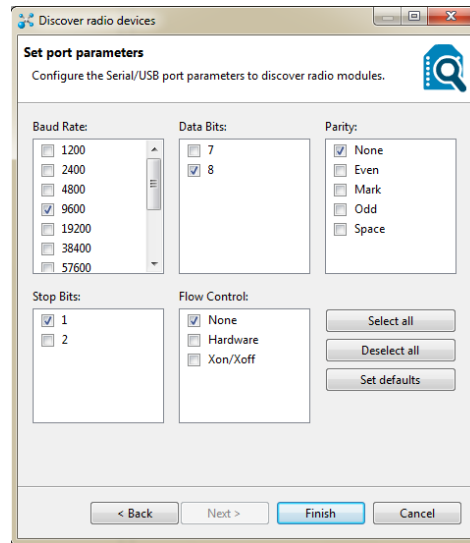 Discover radio devices
Set port parameters
Configure the Serial/USB port parameters to discover radio modules.
Baud Rate:
1200
2400
4800
9600
19200
38400
57600
Data Bits:
7
8
Parity:
None
Even
Mark
Odd
Space
Stop Bits:
1
2
Flow Control:
None
Hardware
Xon/Xoff
Select all
Deselect all
Set defaults
< Back
Next >
Finish
Cancel